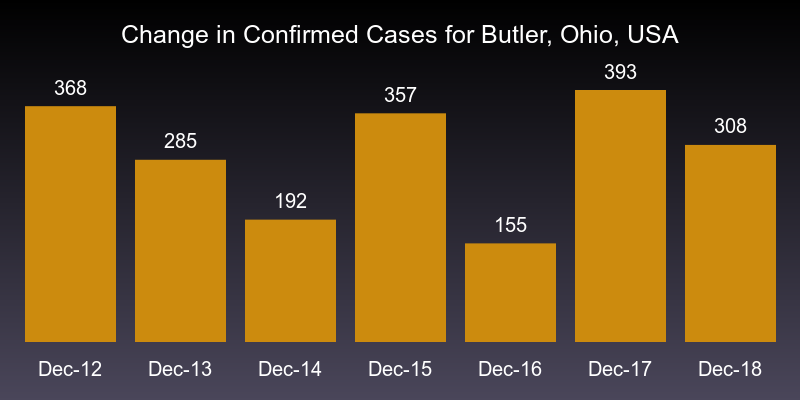 Change in Confirmed Cases for Butler, Ohio, USA
368
285
192
357
155
393
308
Dec-12
Dec-13
Dec-14
Dec-15
Dec-16
Dec-17
Dec-18